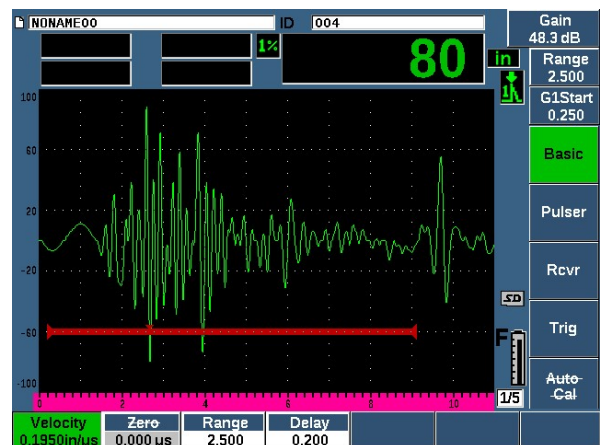 NONAME00 ID 004
Gain
48.3 dB
1% 80 in
Range
2.500
1
G1Start
0.250
100
60
20
-20
-60
-100
Basic
Pulser
Rcvr
SD
Trig
F
Auto-
-Cal
1/5
0 2 4 6 8 10
Velocity
0.1950in/us
Zero
0.000 µs
Range
2.500
Delay
0.200